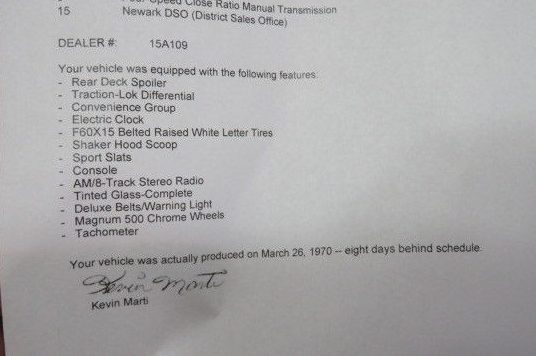 Speed Close Ratio Manual Transmission
15 Newark DSO (District Sales Office)
DEALER #: 15A109
Your vehicle was equipped with the following features:
- Rear Deck Spoiler
- Traction-Lok Differential
- Convenience Group
- Electric Clock
- F60X15 Belted Raised White Letter Tires
- Shaker Hood Scoop
- Sport Slats
- Console
- AM/8-Track Stereo Radio
- Tinted Glass-Complete
- Deluxe Belts/Warning Light
- Magnum 500 Chrome Wheels
- Tachometer
Your vehicle was actually produced on March 26, 1970 -- eight days behind schedule.
Kevin Marti
Kevin Marti